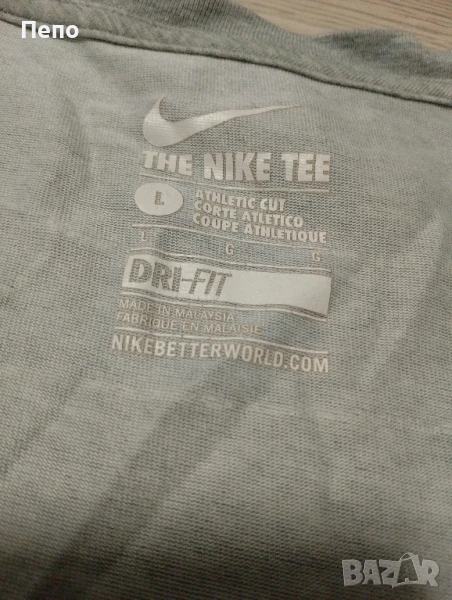 Пепо
THE NIKE TEE
L
ATHLETIC CUT
CORTE ATLETICO
COUPE ATHLETIQUE
L G G
DRI-FIT
MADE IN MALAYSIA
FABRIQUE EN MALAISIE
NIKEBETTERWORLD.COM
BAZAR